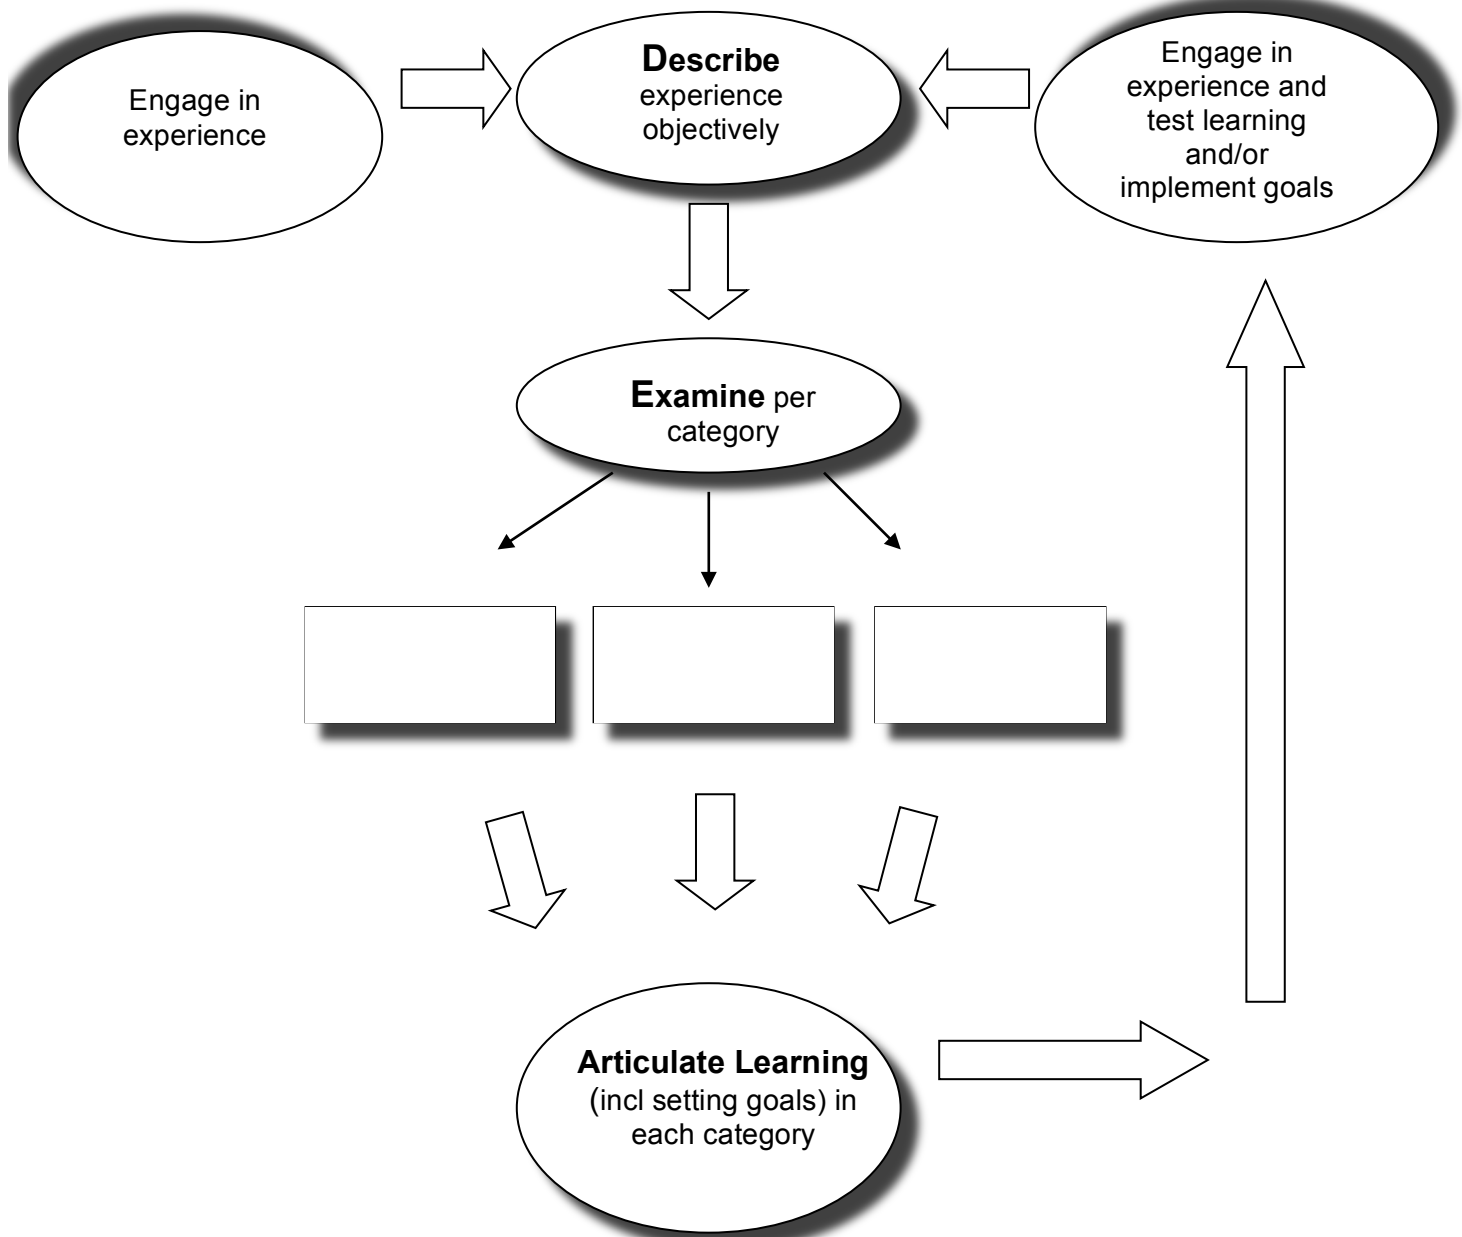 Engage in
experience
Describe
experience
objectively
Engage in
experience and
test learning
and/or
implement goals
Examine per
category
Articulate Learning
(incl setting goals) in
each category